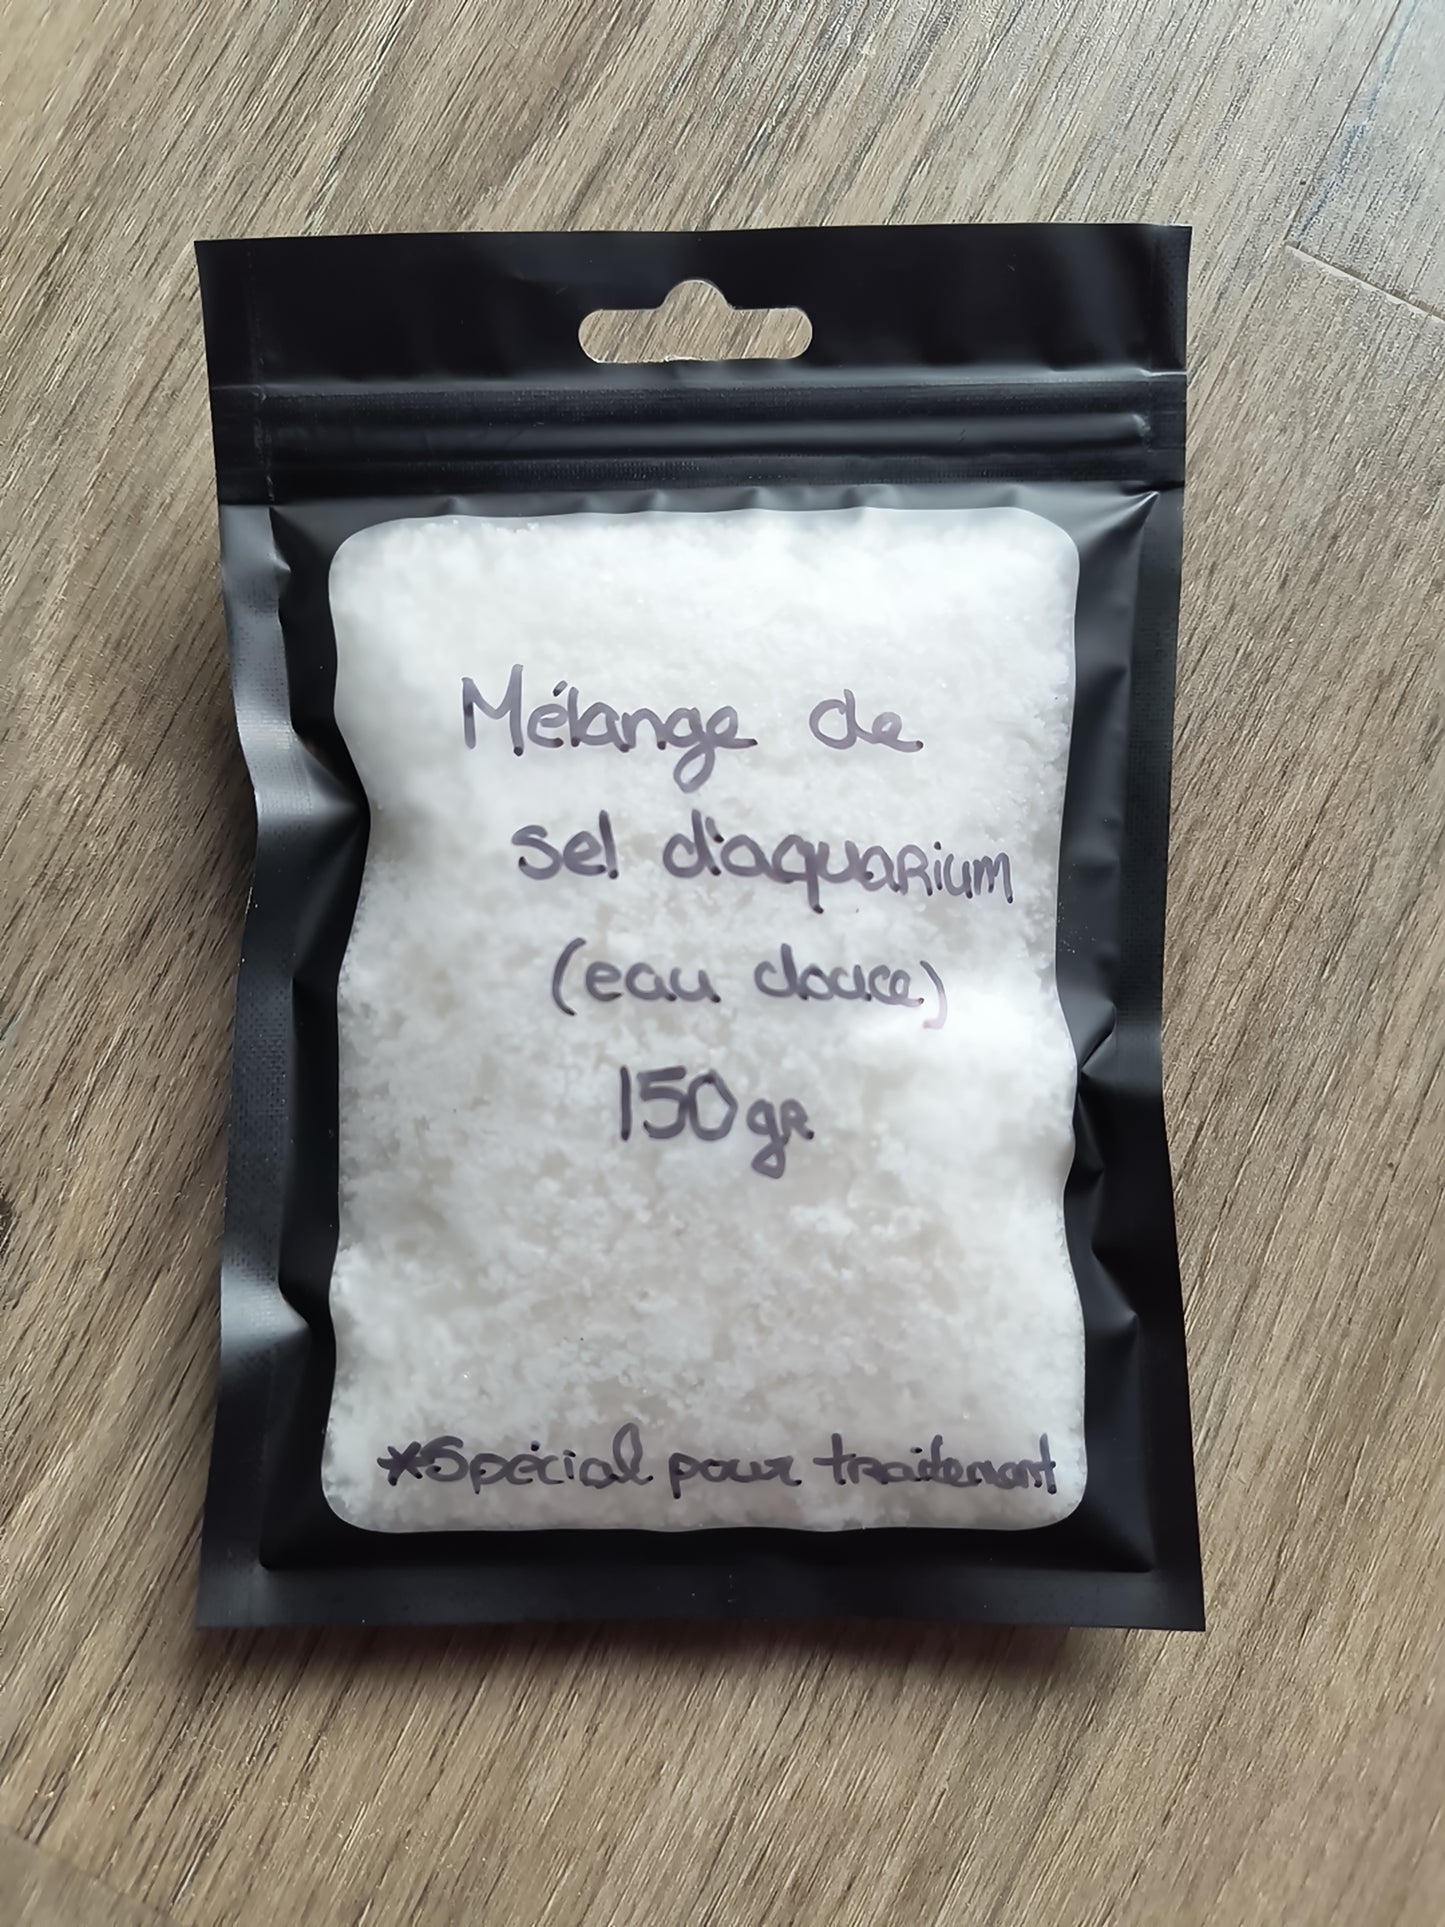 Mélange de
sel d'aquarium
(eau douce)
150gr
*Spécial pour traitement